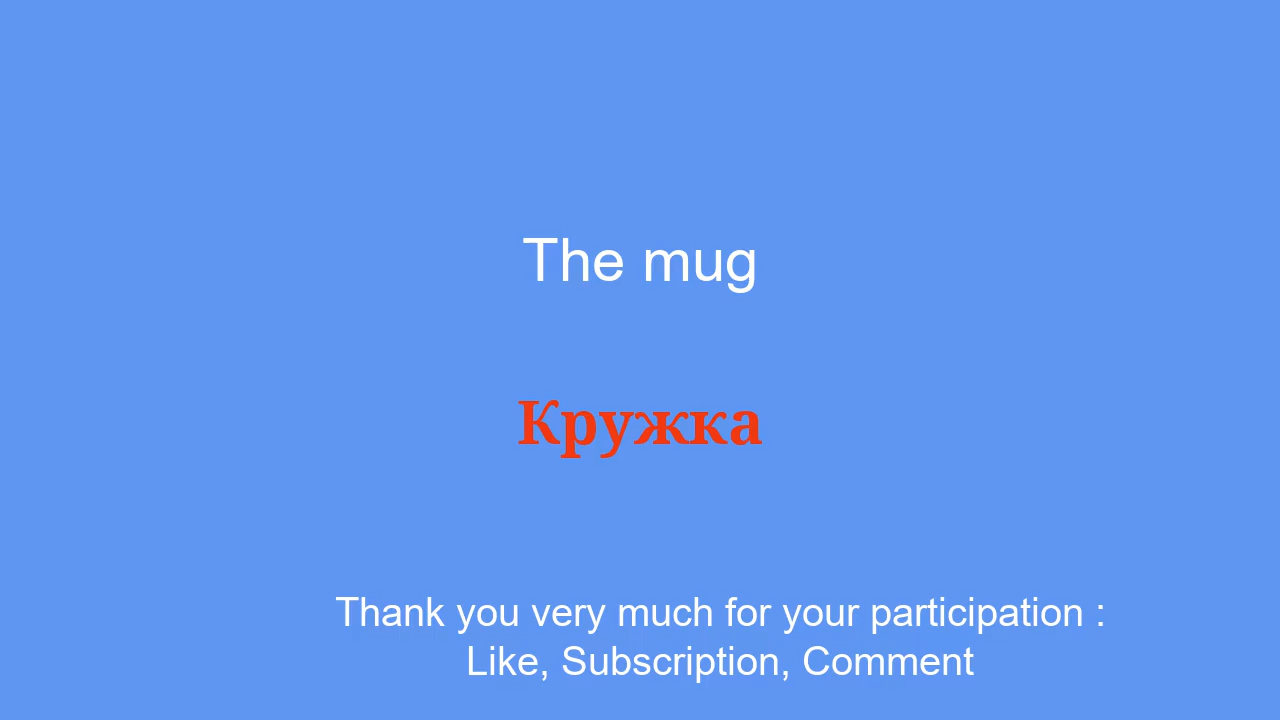 The mug
Кружка
Thank you very much for your participation :
Like, Subscription, Comment